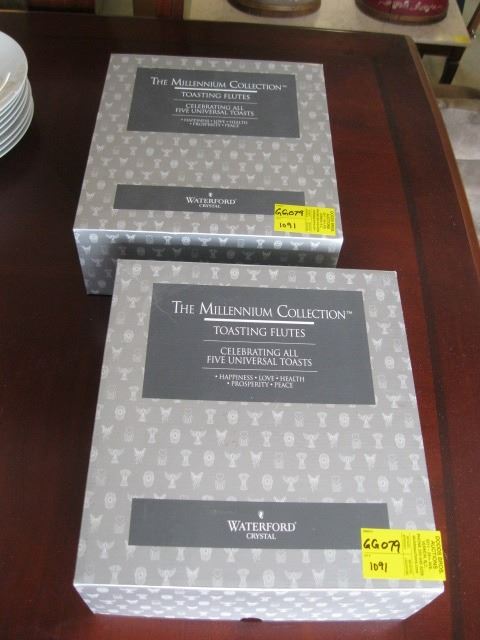 THE MILLENNIUM COLLECTION™
TOASTING FLUTES
CELEBRATING ALL
FIVE UNIVERSAL TOASTS
• HAPPINESS • LOVE • HEALTH
• PROSPERITY • PEACE
WATERFORD®
CRYSTAL
GG079
1091
THE MILLENNIUM COLLECTION™
TOASTING FLUTES
CELEBRATING ALL
FIVE UNIVERSAL TOASTS
• HAPPINESS • LOVE • HEALTH
• PROSPERITY • PEACE
WATERFORD®
CRYSTAL
GG079
1091